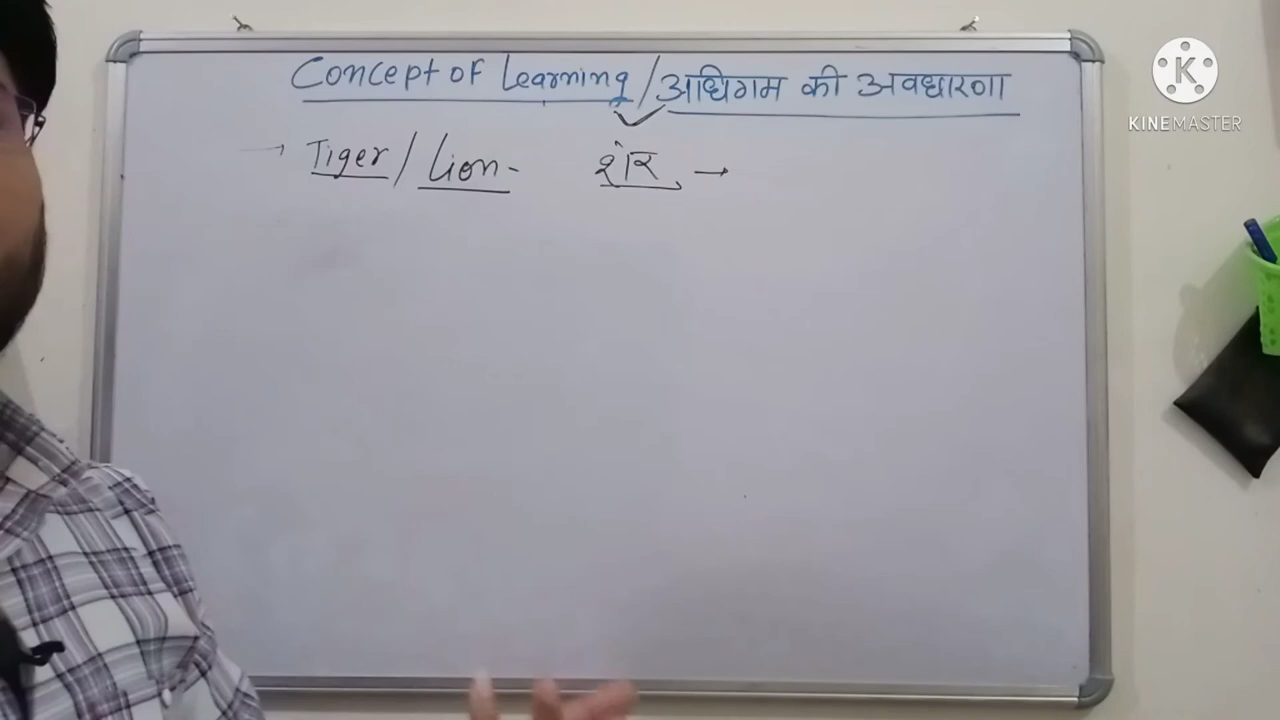 Concept of Learning / अधिगम की अवधारणा
→ Tiger / Lion - शेर →
K
KINEMASTER